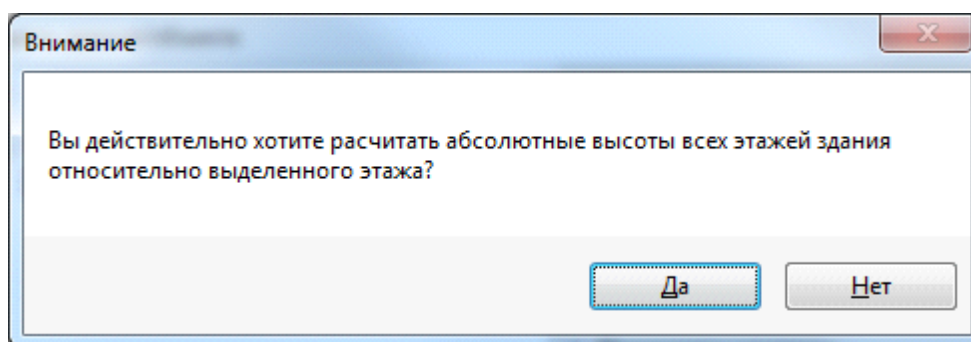 Внимание
Вы действительно хотите расчитать абсолютные высоты всех этажей здания
относительно выделенного этажа?
Да
Нет